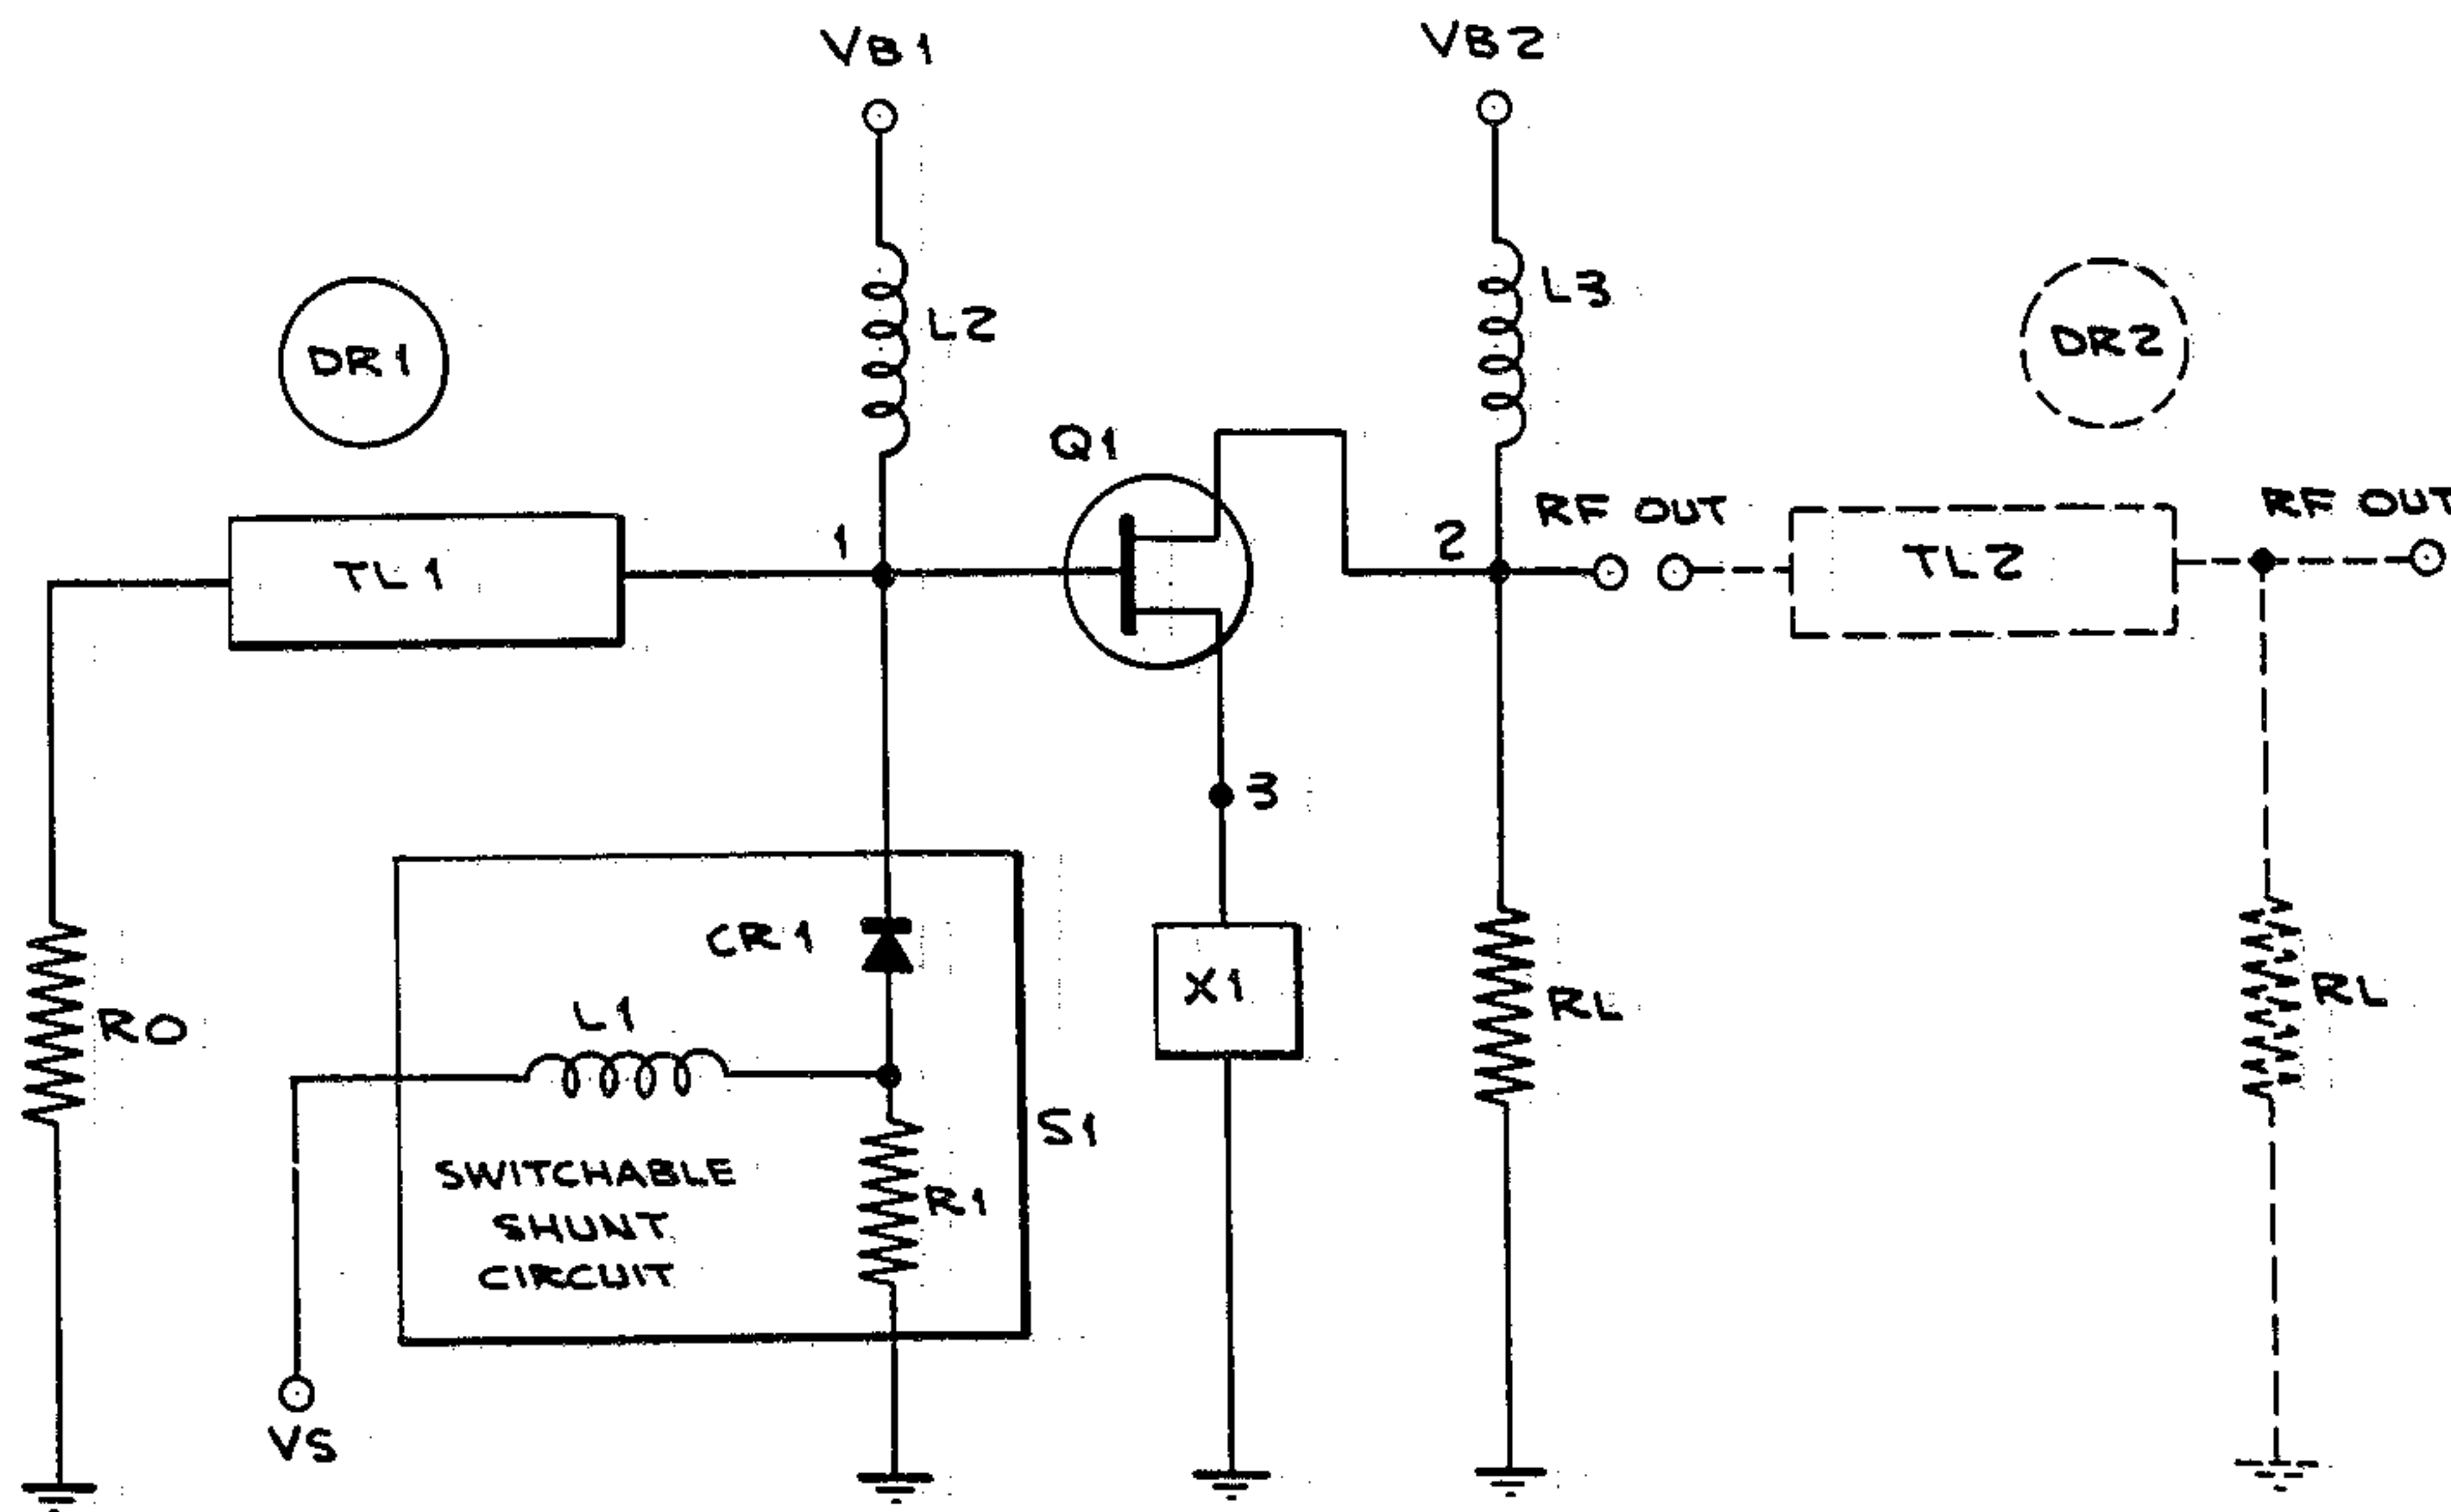 VB1
VB2
DR1
L2
L3
DR2
Q1
TL1
1
2
RF OUT
TL2
RF OUT
3
CR1
X1
L1
RO
RL
RL
S1
SWITCHABLE
SHUNT
CIRCUIT
R1
VS